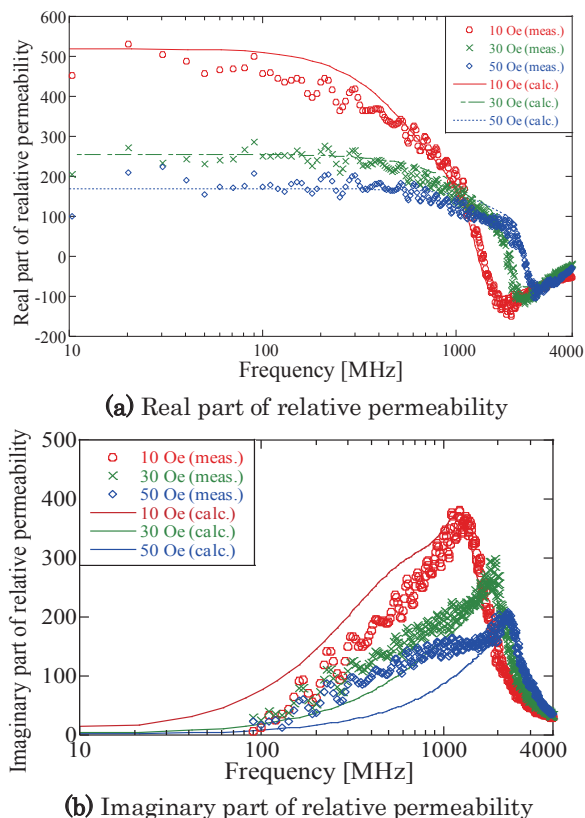 600
500
400
300
200
100
0
-100
-200
Real part of realative permeability
10 Oe (meas.)
30 Oe (meas.)
50 Oe (meas.)
10 Oe (calc.)
30 Oe (calc.)
50 Oe (calc.)
10
100
1000
4000
Frequency [MHz]
(a) Real part of relative permeability
500
400
300
200
100
0
Imaginary part of relative permeability
10 Oe (meas.)
30 Oe (meas.)
50 Oe (meas.)
10 Oe (calc.)
30 Oe (calc.)
50 Oe (calc.)
10
100
1000
4000
Frequency [MHz]
(b) Imaginary part of relative permeability